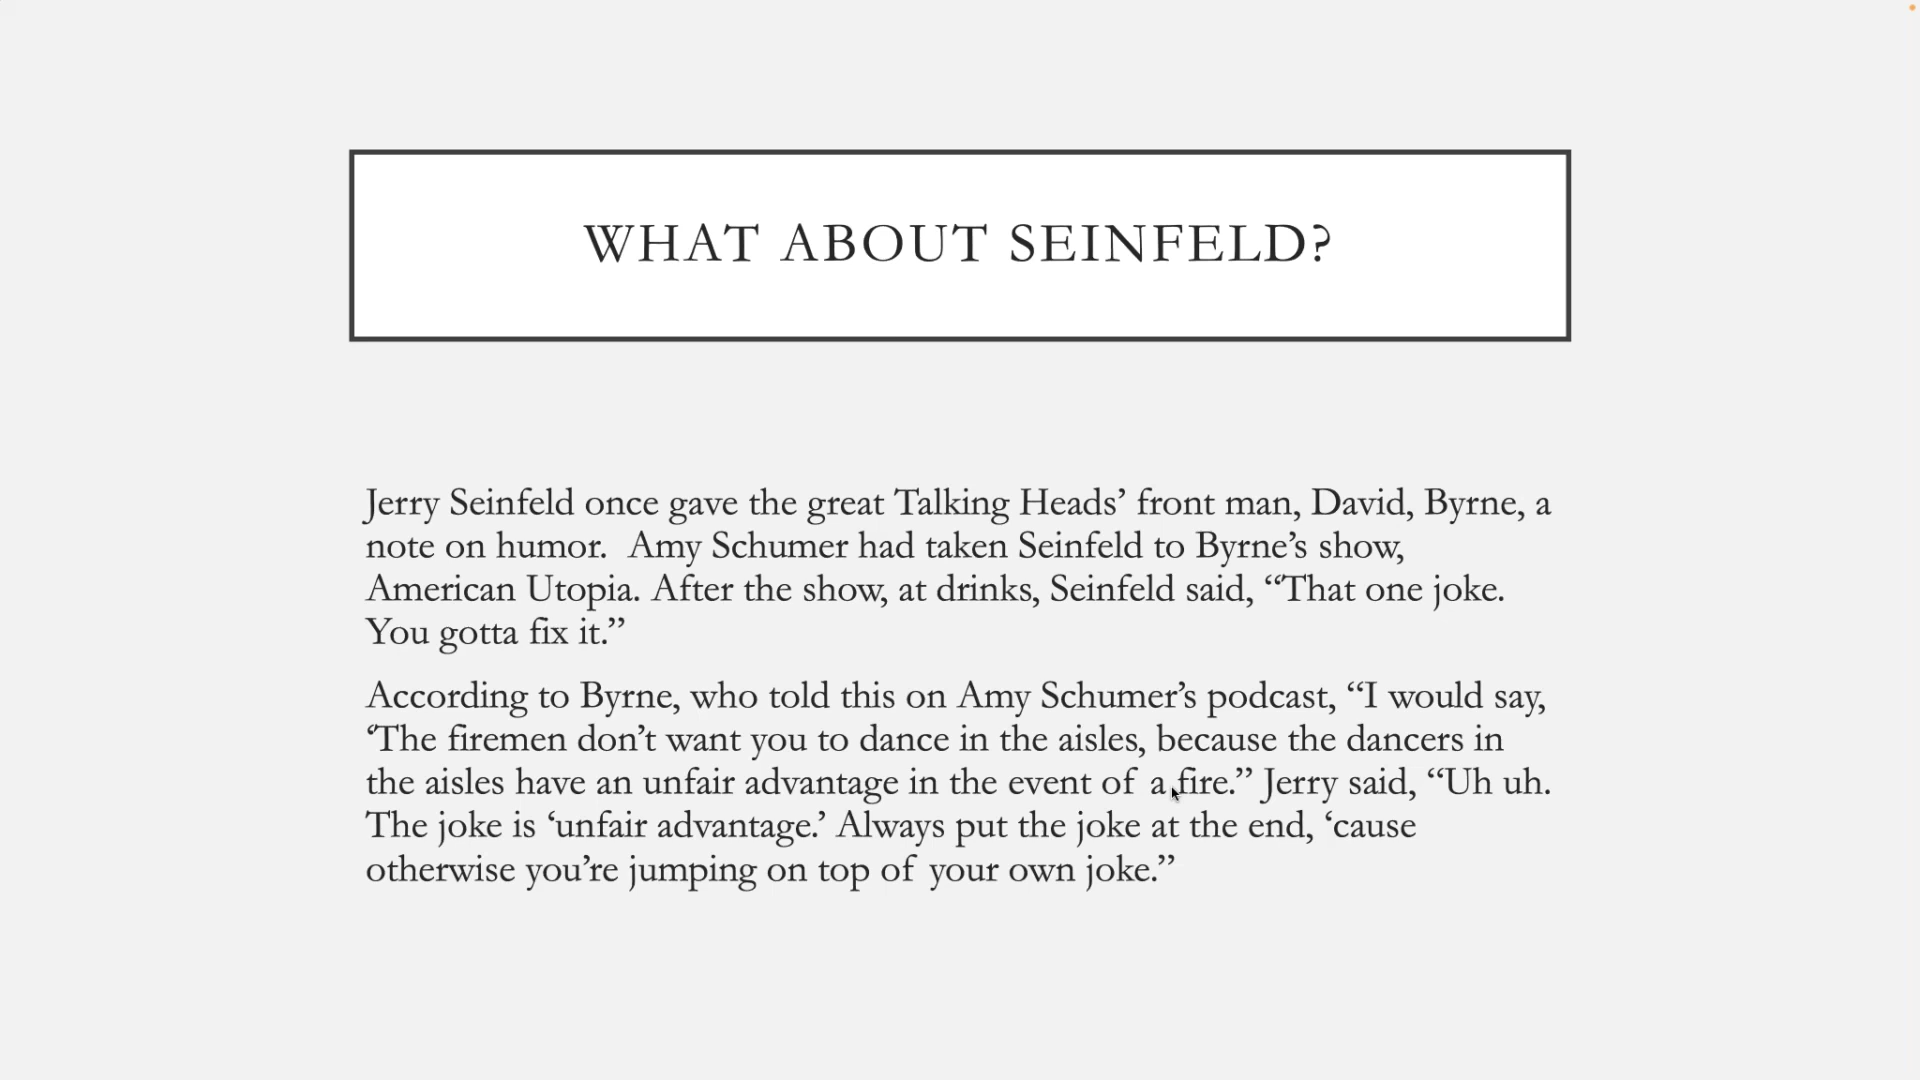 WHAT ABOUT SEINFELD?
Jerry Seinfeld once gave the great Talking Heads’ front man, David, Byrne, a
note on humor.  Amy Schumer had taken Seinfeld to Byrne’s show,
American Utopia. After the show, at drinks, Seinfeld said, “That one joke.
You gotta fix it.”
According to Byrne, who told this on Amy Schumer’s podcast, “I would say,
‘The firemen don’t want you to dance in the aisles, because the dancers in
the aisles have an unfair advantage in the event of a fire.” Jerry said, “Uh uh.
The joke is ‘unfair advantage.’ Always put the joke at the end, ‘cause
otherwise you’re jumping on top of your own joke.”